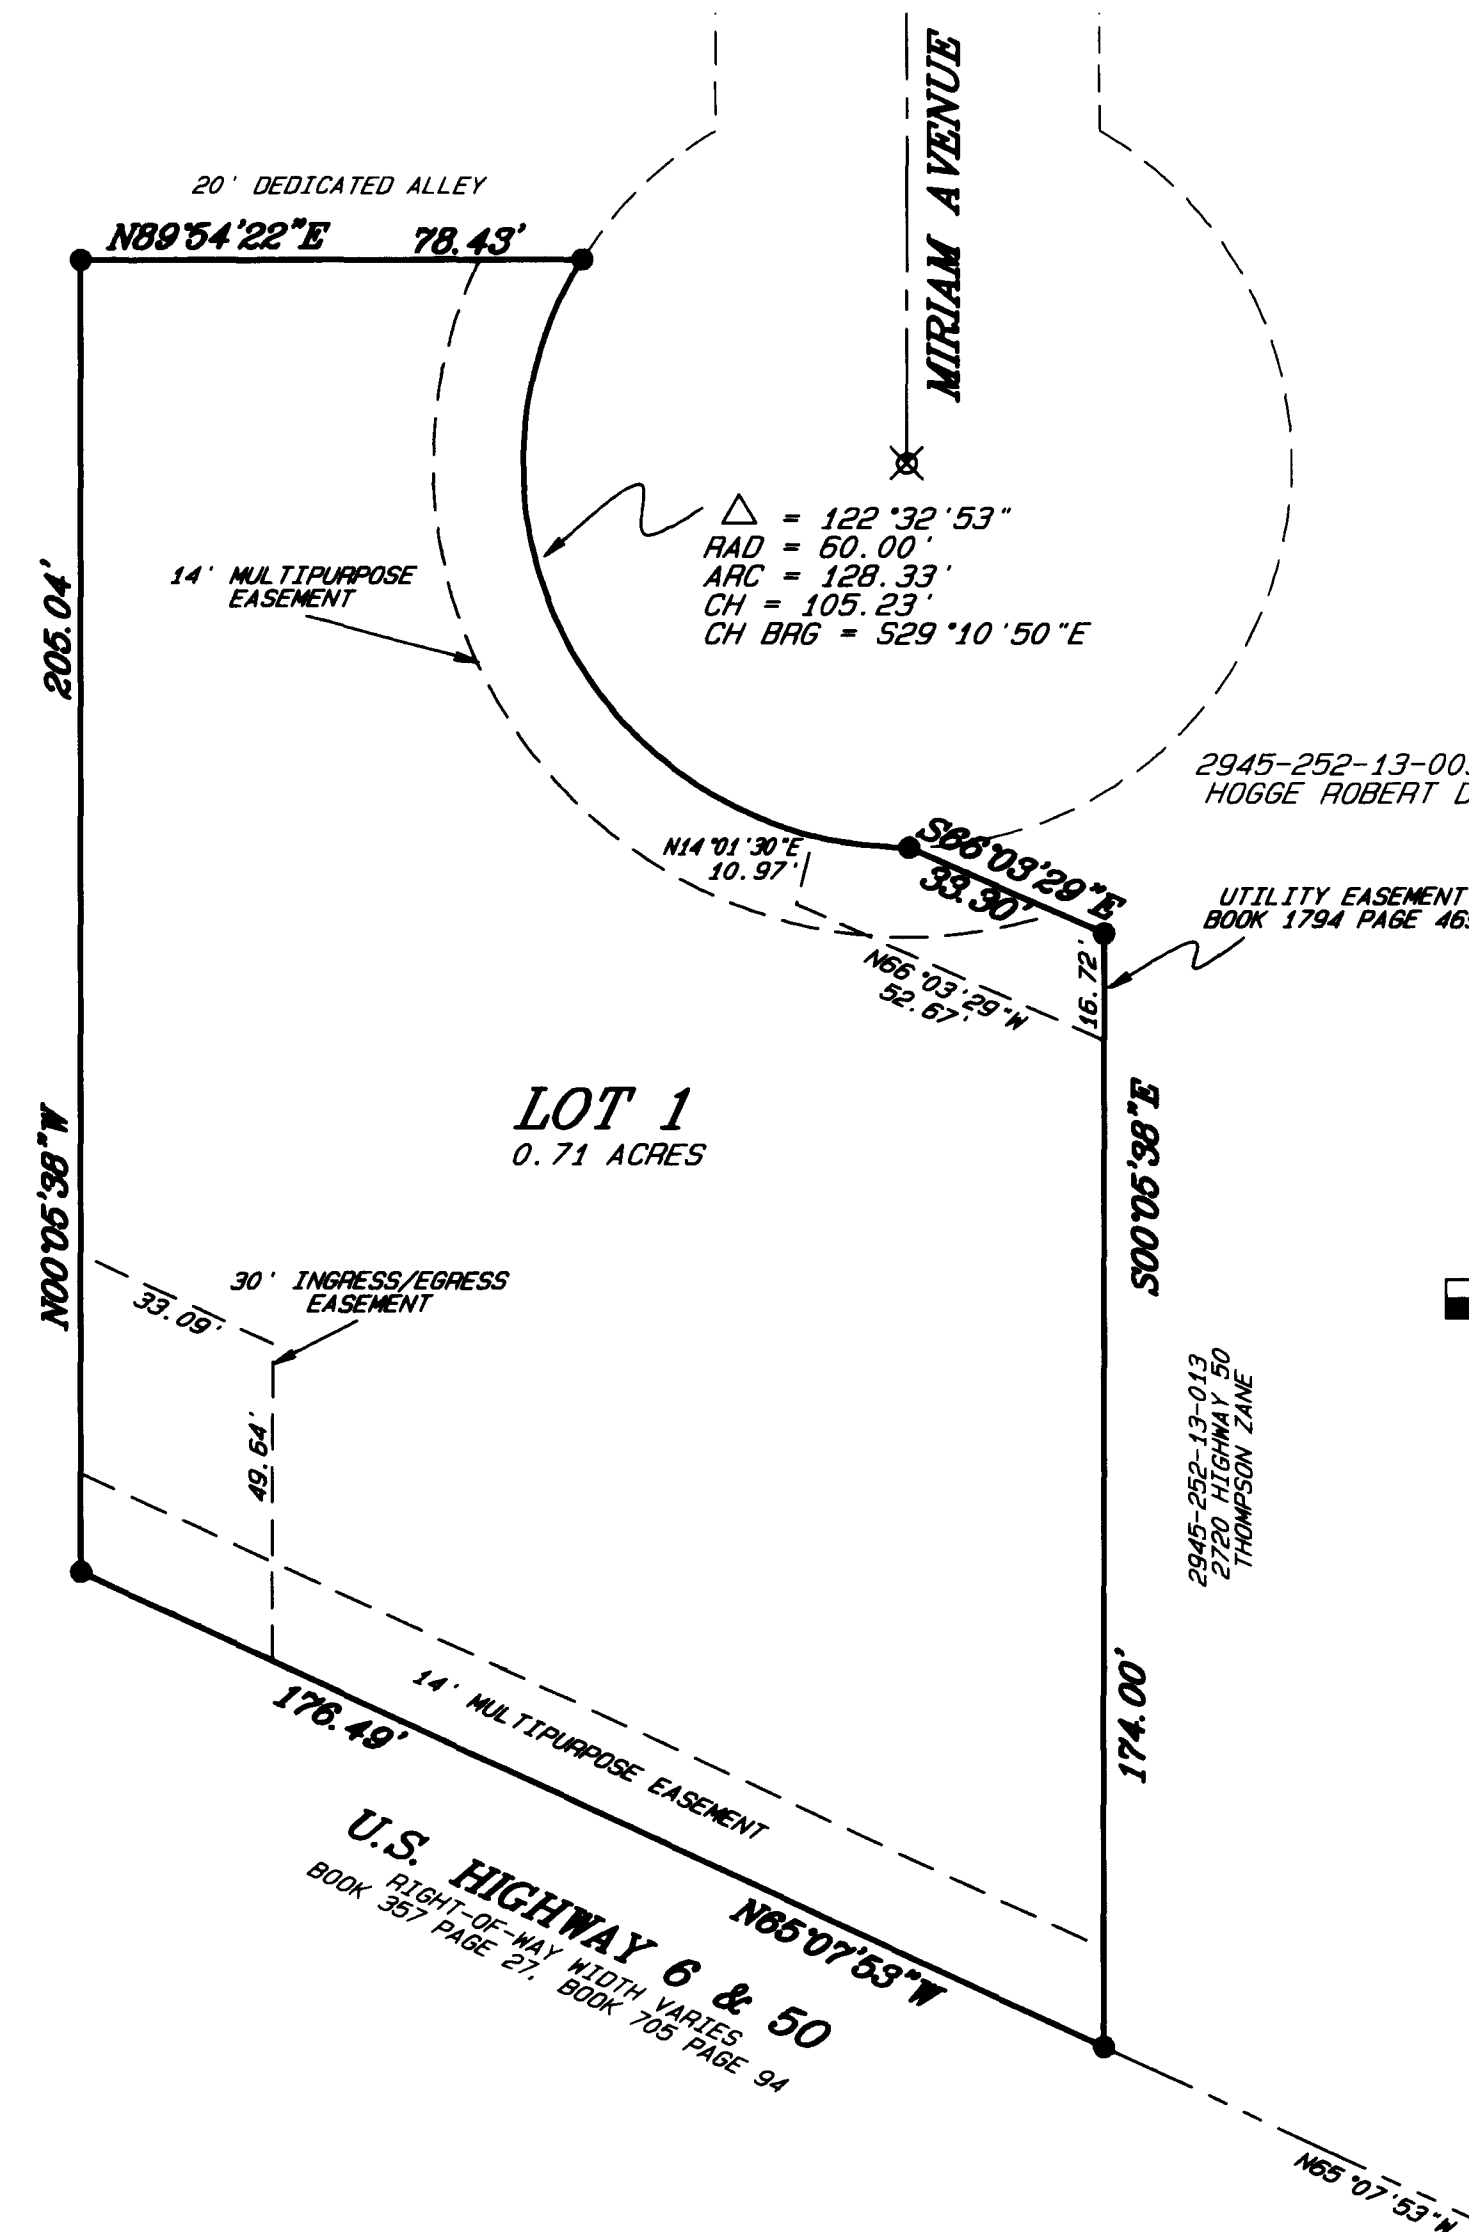 MIRIAM AVENUE
20' DEDICATED ALLEY
N89°54'22"E 78.43'
△ = 122°32'53"
RAD = 60.00'
ARC = 128.33'
CH = 105.23'
CH BRG = S29°10'50"E
14' MULTIPURPOSE
EASEMENT
205.04'
N00°05'38"W
2945-252-13-00
HOGGE ROBERT D
S66°03'29"E
33.30'
N14°01'30"E
10.97'
UTILITY EASEMENT
BOOK 1794 PAGE 46
16.72'
N66°03'29"W
52.67'
LOT 1
0.71 ACRES
S00°05'38"E
174.00'
30' INGRESS/EGRESS
EASEMENT
33.09'
49.64'
2945-252-13-013
2720 HIGHWAY 50
THOMPSON ZANE
14' MULTIPURPOSE EASEMENT
176.49'
N65°07'53"W
U.S. HIGHWAY 6 & 50
RIGHT-OF-WAY WIDTH VARIES
BOOK 357 PAGE 27, BOOK 705 PAGE 94
N65°07'53"W